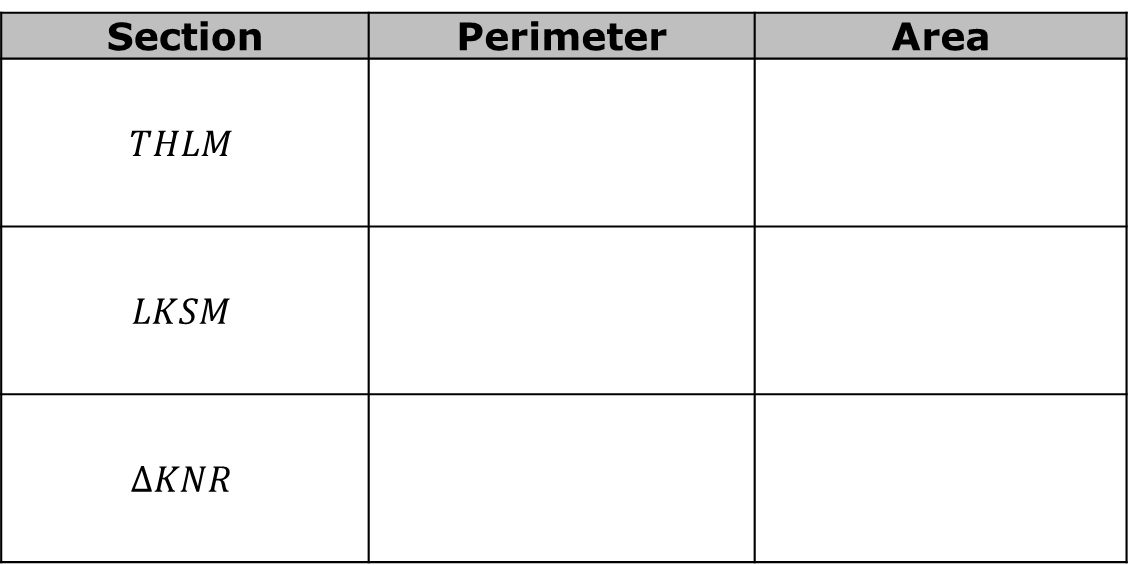 Section Perimeter Area
THLM
LKSM
ΔKNR